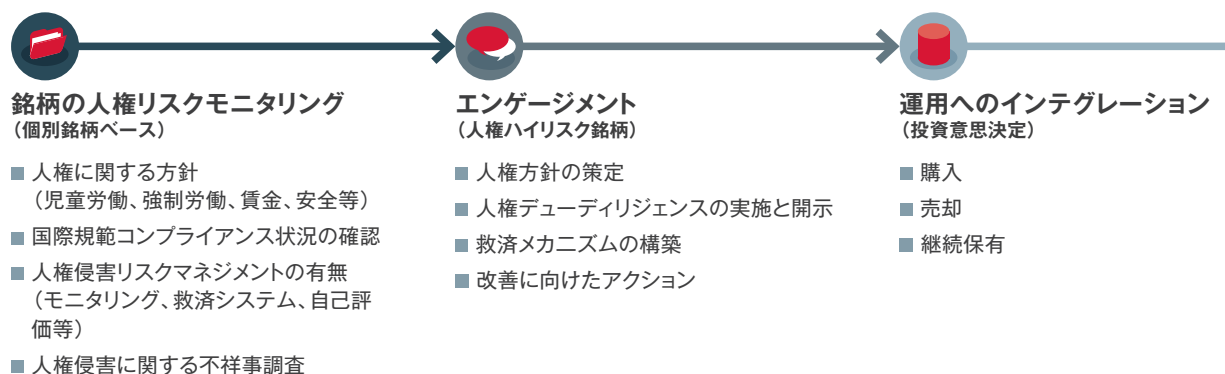 銘柄の人権リスクモニタリング
（個別銘柄ベース）
■ 人権に関する方針
（児童労働、強制労働、賃金、安全等）
■ 国際規範コンプライアンス状況の確認
■ 人権侵害リスクマネジメントの有無
（モニタリング、救済システム、自己評
価等）
■ 人権侵害に関する不祥事調査
エンゲージメント
（人権ハイリスク銘柄）
■ 人権方針の策定
■ 人権デューディリジェンスの実施と開示
■ 救済メカニズムの構築
■ 改善に向けたアクション
運用へのインテグレーション
（投資意思決定）
■ 購入
■ 売却
■ 継続保有